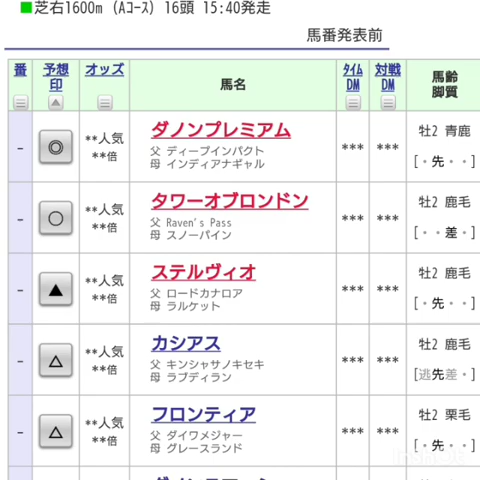 ■芝右1600m (Aコース) 16頭 15:40発走
馬番発表前
番 予想印 オッズ 馬名 タイムDM 対戦DM 馬齢脚質
- ◎ **人気 **倍 ダノンプレミアム *** *** 牡2 青鹿
父 ディープインパクト
母 インディアナギャル [・先・・]
- ○ **人気 **倍 タワーオブロンドン *** *** 牡2 鹿毛
父 Raven's Pass
母 スノーパイン [・・差・]
- ▲ **人気 **倍 ステルヴィオ *** *** 牡2 鹿毛
父 ロードカナロア
母 ラルケット [・先・・]
- △ **人気 **倍 カシアス *** *** 牡2 鹿毛
父 キンシャサノキセキ
母 ラブディラン [逃先差・]
- △ **人気 **倍 フロンティア *** *** 牡2 栗毛
父 ダイワメジャー
母 グレースランド [・先・・]